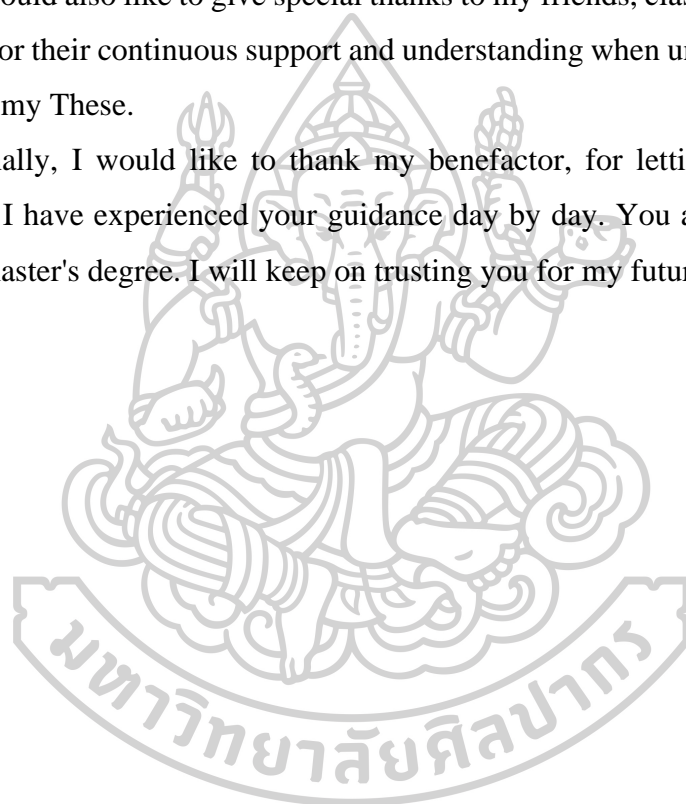 ould also like to give special thanks to my friends, clas
or their continuous support and understanding when u
my These.
ally, I would like to thank my benefactor, for letti
I have experienced your guidance day by day. You a
aster's degree. I will keep on trusting you for my futur
มหาวิทยาลัยศิลปากร